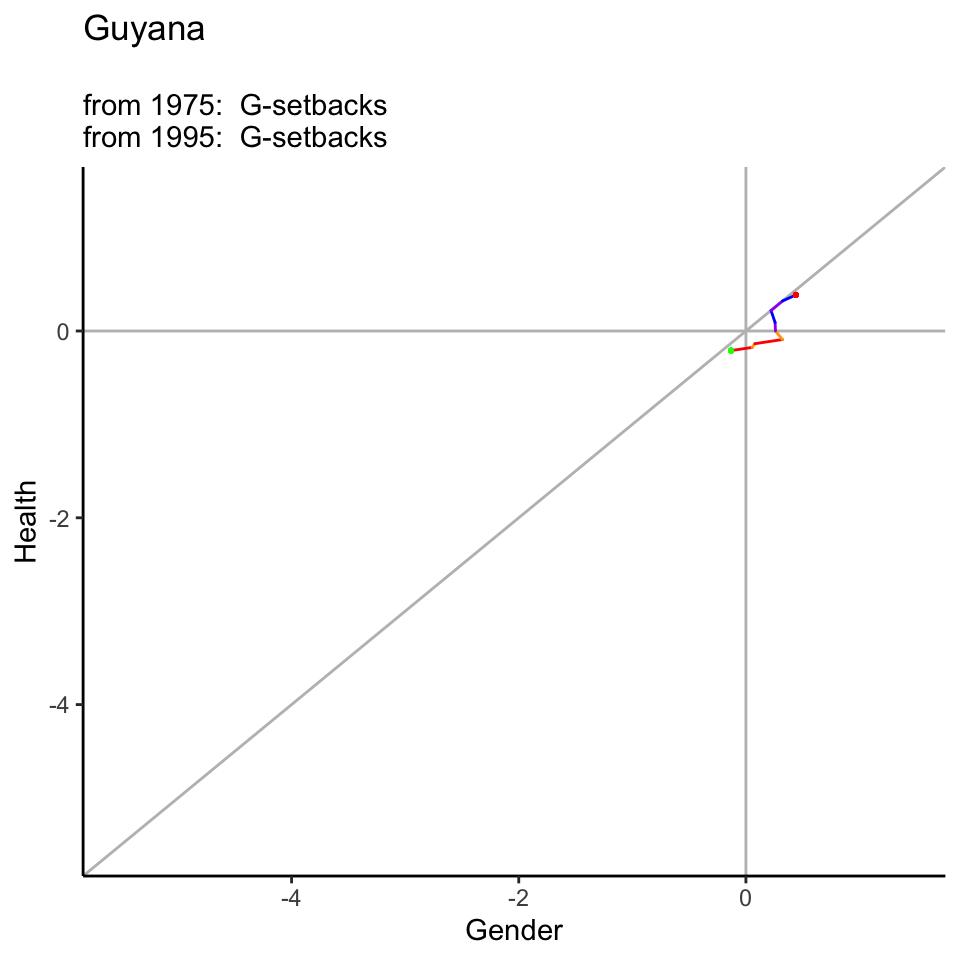 Guyana
from 1975:  G-setbacks
from 1995:  G-setbacks
0
-2
-4
Health
-4
-2
0
Gender